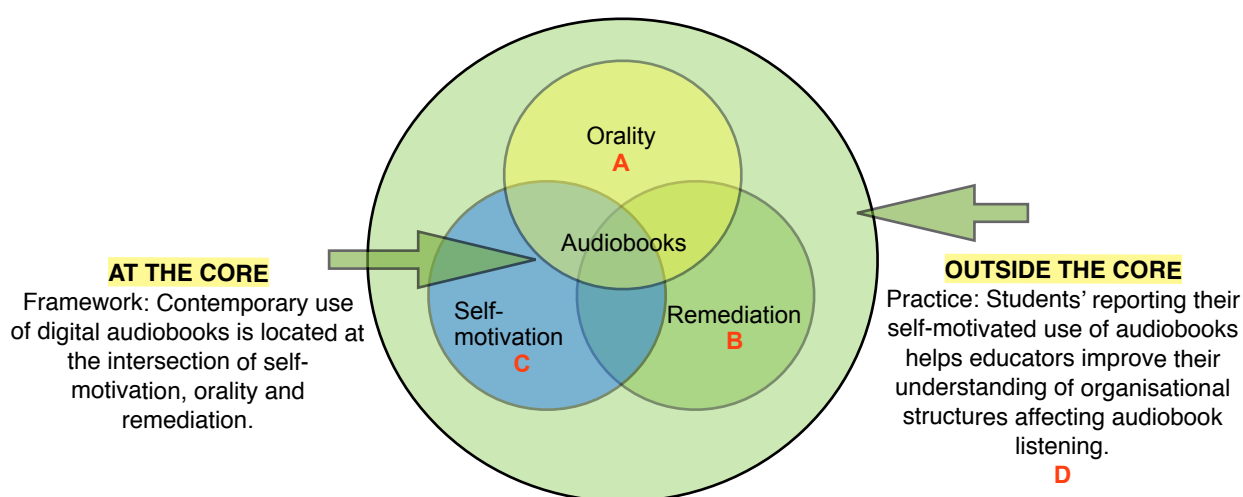 Orality
A
Audiobooks
Self-
motivation
C
Remediation
B
AT THE CORE
Framework: Contemporary use
of digital audiobooks is located at
the intersection of self-
motivation, orality and
remediation.
OUTSIDE THE CORE
Practice: Students’ reporting their
self-motivated use of audiobooks
helps educators improve their
understanding of organisational
structures affecting audiobook
listening.
D